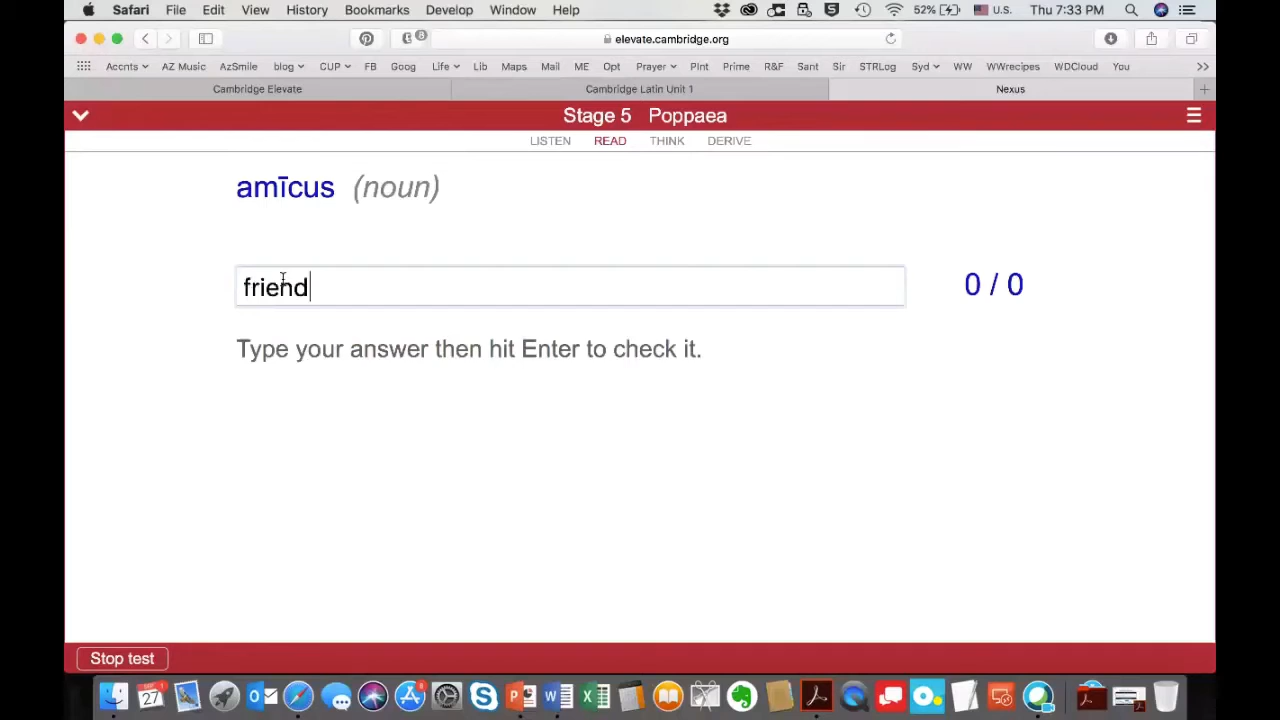 Safari File Edit View History Bookmarks Develop Window Help 52% U.S. Thu 7:33 PM
elevate.cambridge.org
Accnts AZ Music AzSmile blog CUP FB Goog Life Lib Maps Mail ME Opt Prayer PInt Prime R&F Sant Sir STRLog Syd WW WWrecipes WDCloud You
Cambridge Elevate Cambridge Latin Unit 1 Nexus
Stage 5 Poppaea
LISTEN READ THINK DERIVE
amīcus (noun)
friend 0 / 0
Type your answer then hit Enter to check it.
Stop test
27